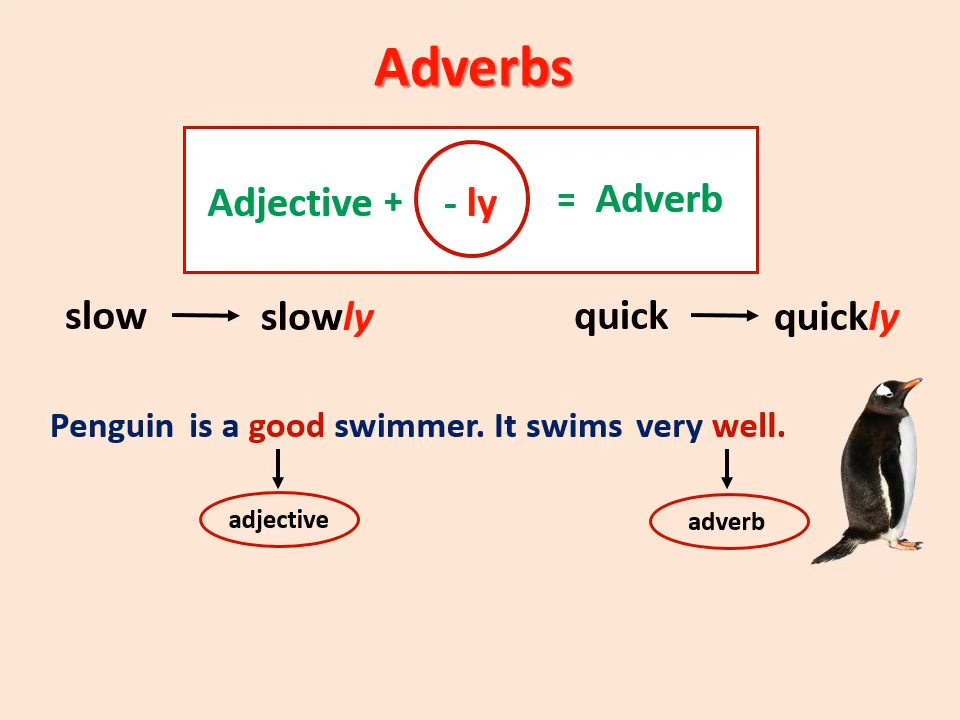 Adverbs
Adjective + - ly = Adverb
slow slowly quick quickly
Penguin is a good swimmer. It swims very well.
adjective adverb